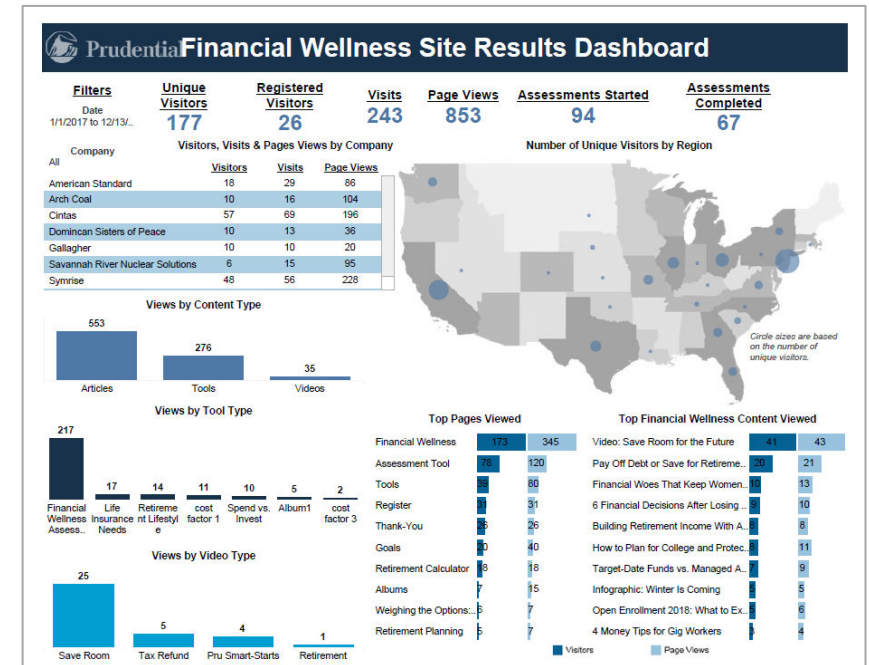 Prudential Financial Wellness Site Results Dashboard
Filters
Date
1/1/2017 to 12/13/..
Unique Visitors
177
Registered Visitors
26
Visits
243
Page Views
853
Assessments Started
94
Assessments Completed
67
Company
All
Visitors, Visits & Pages Views by Company
Visitors Visits Page Views
American Standard 18 29 86
Arch Coal 10 16 104
Cintas 57 69 196
Domincan Sisters of Peace 10 13 36
Gallagher 10 10 20
Savannah River Nuclear Solutions 6 15 95
Symrise 48 56 228
Number of Unique Visitors by Region
Circle sizes are based
on the number of
unique visitors.
Views by Content Type
553 276 35
Articles Tools Videos
Views by Tool Type
217 17 14 11 10 5 2
Financial Wellness Assess..
Life Insurance Needs
Retirement Lifestyle
cost factor 1
Spend vs. Invest
Album1
cost factor 3
Views by Video Type
25 5 4 1
Save Room Tax Refund Pru Smart-Starts Retirement
Top Pages Viewed
Financial Wellness 173 345
Assessment Tool 78 120
Tools 39 80
Register 31 31
Thank-You 26 26
Goals 20 40
Retirement Calculator 18 18
Albums 7 15
Weighing the Options:.. 6 7
Retirement Planning 5 7
Top Financial Wellness Content Viewed
Video: Save Room for the Future 41 43
Pay Off Debt or Save for Retireme.. 20 21
Financial Woes That Keep Women.. 10 13
6 Financial Decisions After Losing .. 9 10
Building Retirement Income With A.. 8 8
How to Plan for College and Protec.. 8 11
Target-Date Funds vs. Managed A.. 7 9
Infographic: Winter Is Coming 5 5
Open Enrollment 2018: What to Ex.. 5 6
4 Money Tips for Gig Workers 3 4
Visitors Page Views